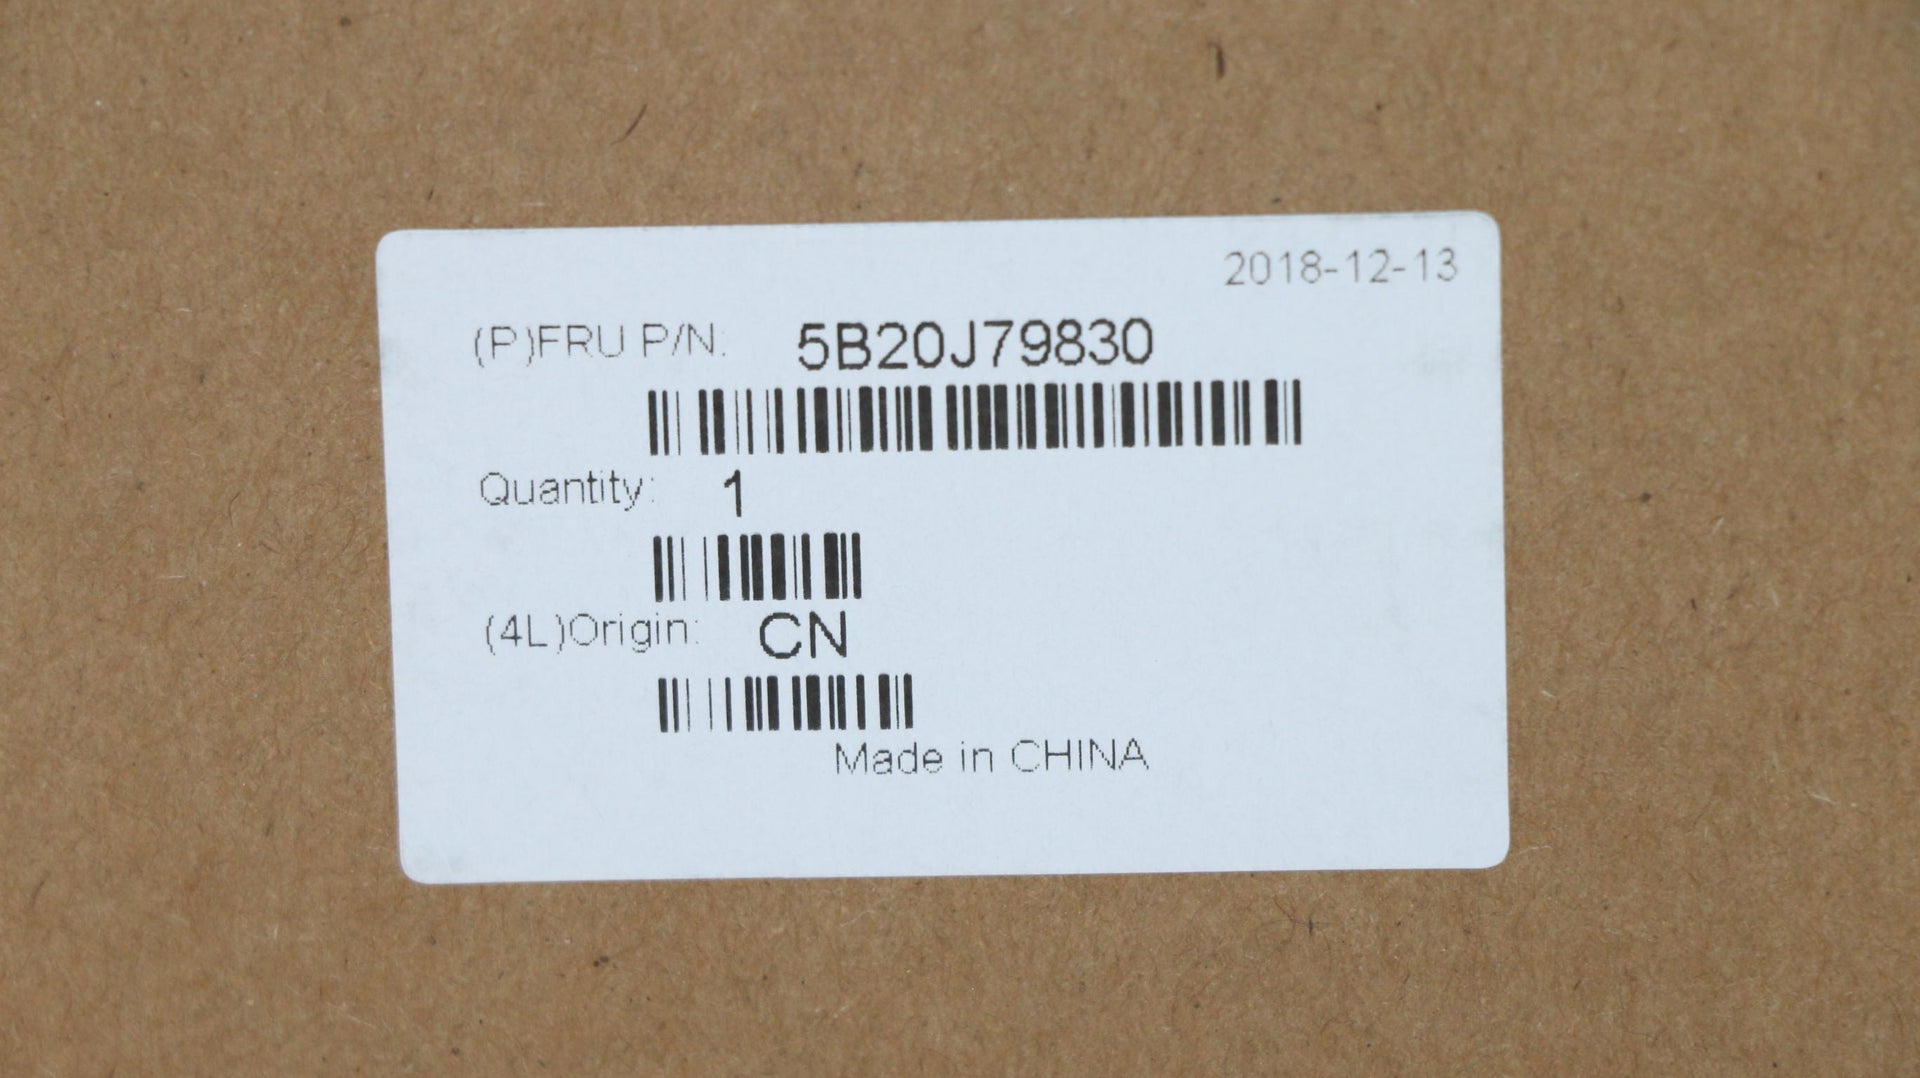 2018-12-13
(P)FRU P/N: 5B20J79830
Quantity: 1
(4L)Origin: CN
Made in CHINA